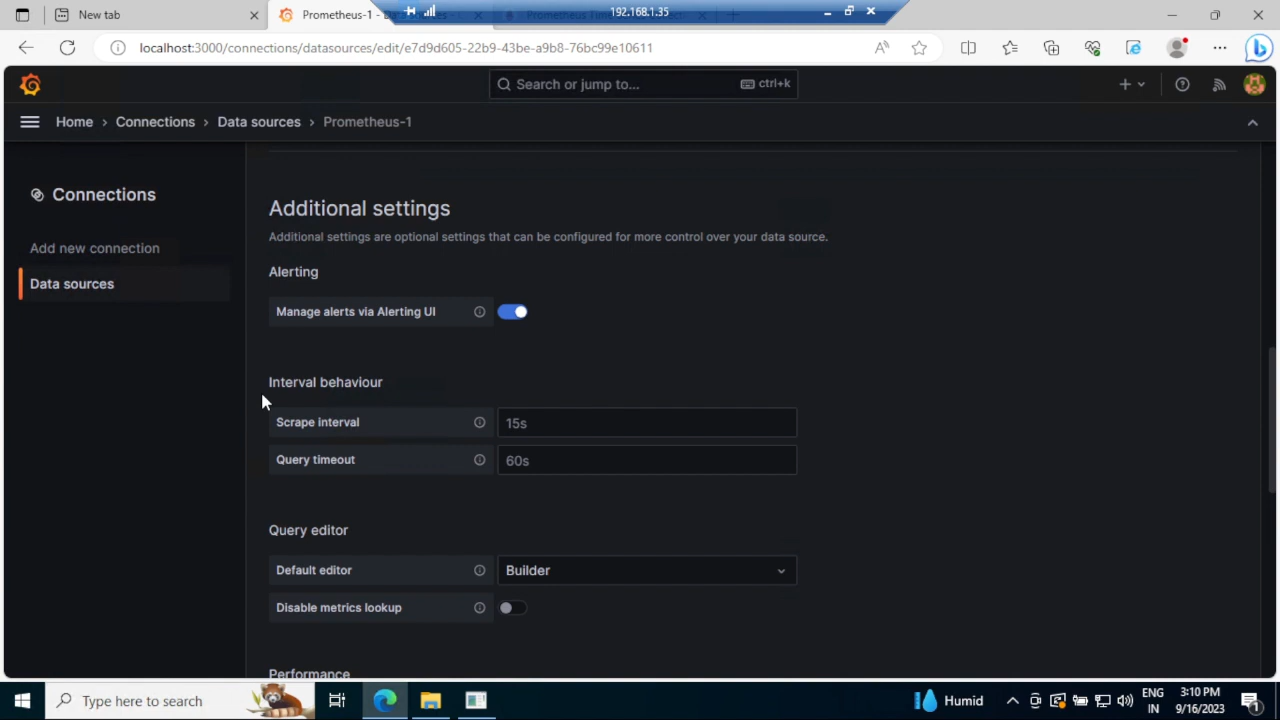 New tab
Prometheus-1 - Da
Prometheus Time
192.168.1.35
localhost:3000/connections/datasources/edit/e7d9d605-22b9-43be-a9b8-76bc99e10611
Search or jump to...
ctrl+k
Home > Connections > Data sources > Prometheus-1
Connections
Add new connection
Data sources
Additional settings
Additional settings are optional settings that can be configured for more control over your data source.
Alerting
Manage alerts via Alerting UI
Interval behaviour
Scrape interval
15s
Query timeout
60s
Query editor
Default editor
Builder
Disable metrics lookup
Performance
Type here to search
Humid
ENG
IN
3:10 PM
9/16/2023
1